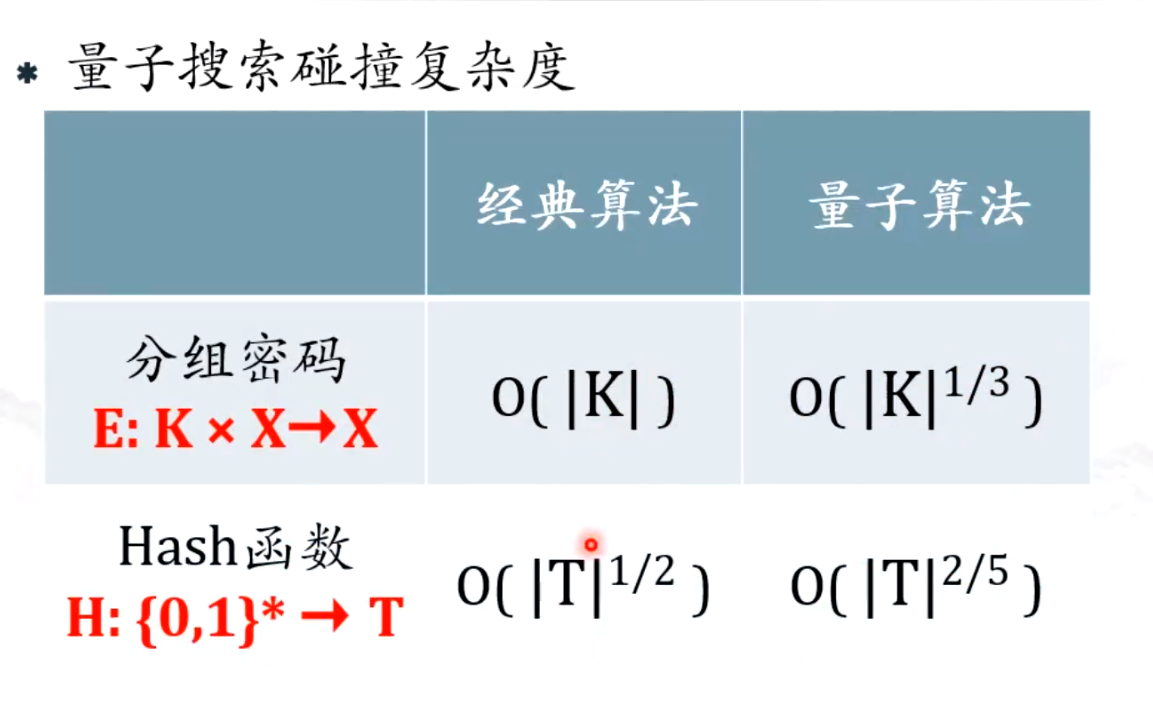 * 量子搜索碰撞复杂度
经典算法 量子算法
分组密码
E: K × X→X
O( |K| ) O( |K|^1/3 )
Hash函数
H: {0,1}* → T
O( |T|^1/2 ) O( |T|^2/5 )